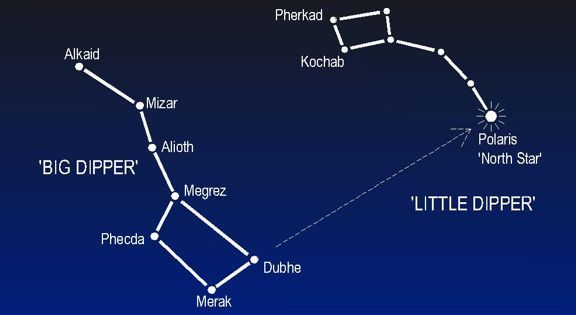 Pherkad
Kochab
Alkaid
Mizar
Alioth
'BIG DIPPER'
Megrez
Phecda
Dubhe
Merak
Polaris
'North Star'
'LITTLE DIPPER'